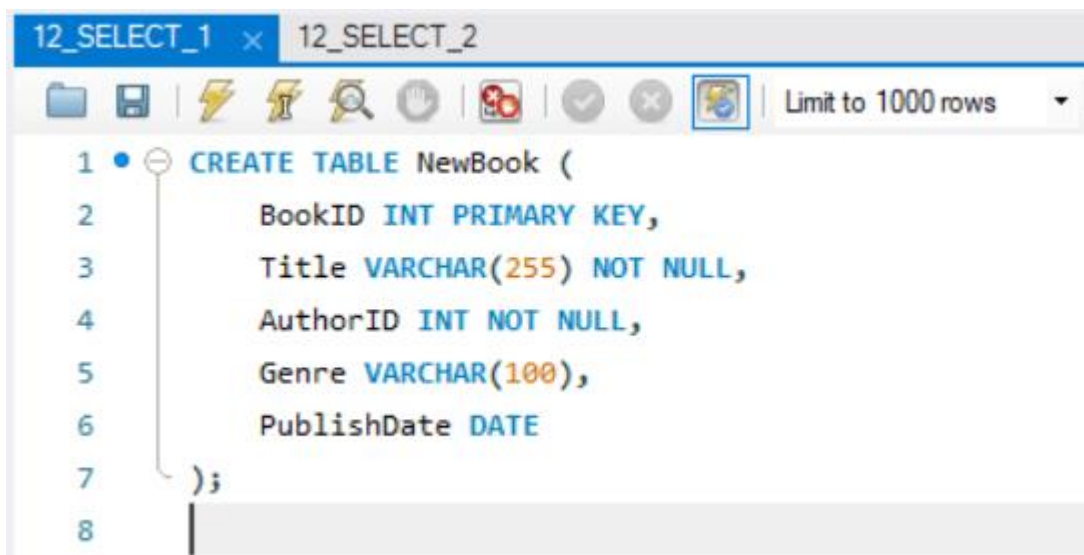 12_SELECT_1 × 12_SELECT_2
Limit to 1000 rows
1 CREATE TABLE NewBook (
2 BookID INT PRIMARY KEY,
3 Title VARCHAR(255) NOT NULL,
4 AuthorID INT NOT NULL,
5 Genre VARCHAR(100),
6 PublishDate DATE
7 );
8